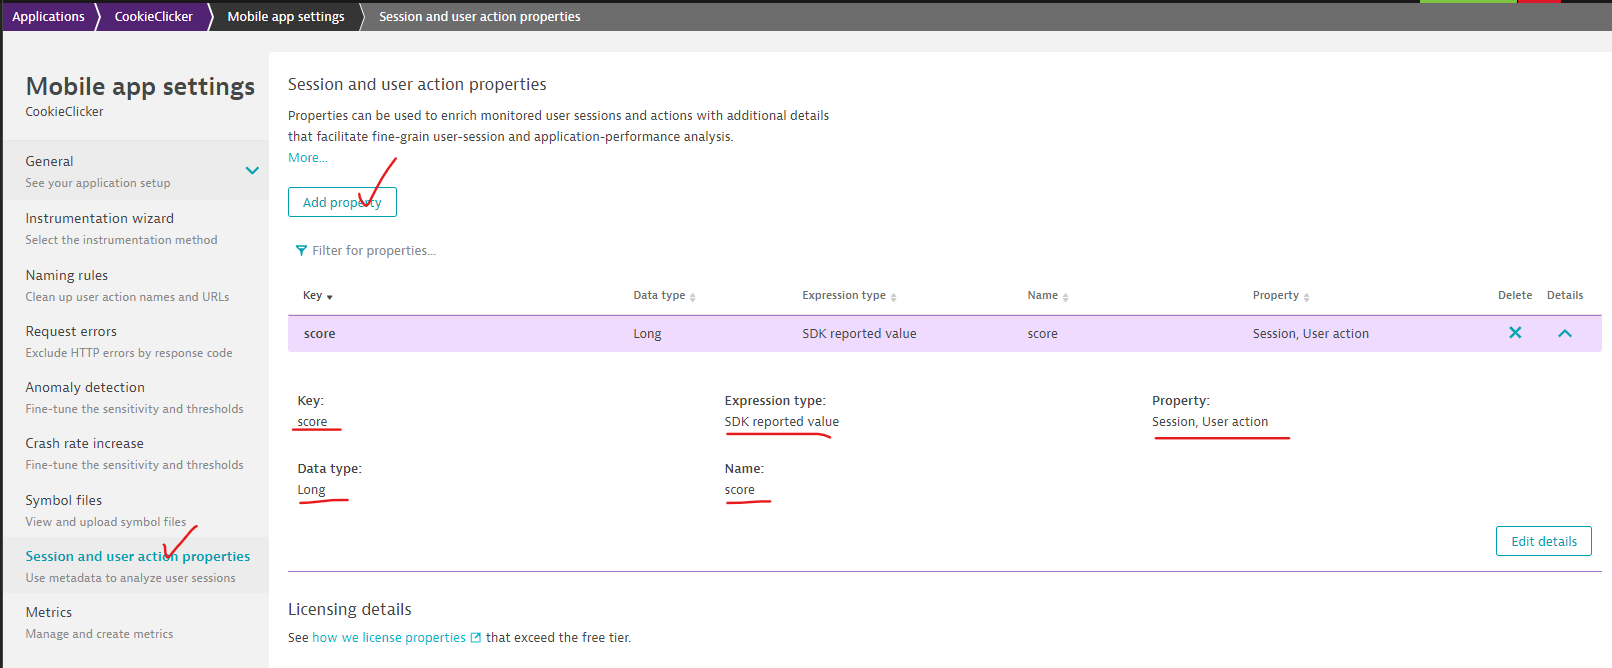 Applications
CookieClicker
Mobile app settings
Session and user action properties
Mobile app settings
CookieClicker
General
See your application setup
Instrumentation wizard
Select the instrumentation method
Naming rules
Clean up user action names and URLs
Request errors
Exclude HTTP errors by response code
Anomaly detection
Fine-tune the sensitivity and thresholds
Crash rate increase
Fine-tune the sensitivity and thresholds
Symbol files
View and upload symbol files
Session and user action properties
Use metadata to analyze user sessions
Metrics
Manage and create metrics
Session and user action properties
Properties can be used to enrich monitored user sessions and actions with additional details
that facilitate fine-grain user-session and application-performance analysis.
More...
Add property
Filter for properties...
Key Data type Expression type Name Property Delete Details
score Long SDK reported value score Session, User action
Key:
score
Expression type:
SDK reported value
Property:
Session, User action
Data type:
Long
Name:
score
Edit details
Licensing details
See how we license properties that exceed the free tier.